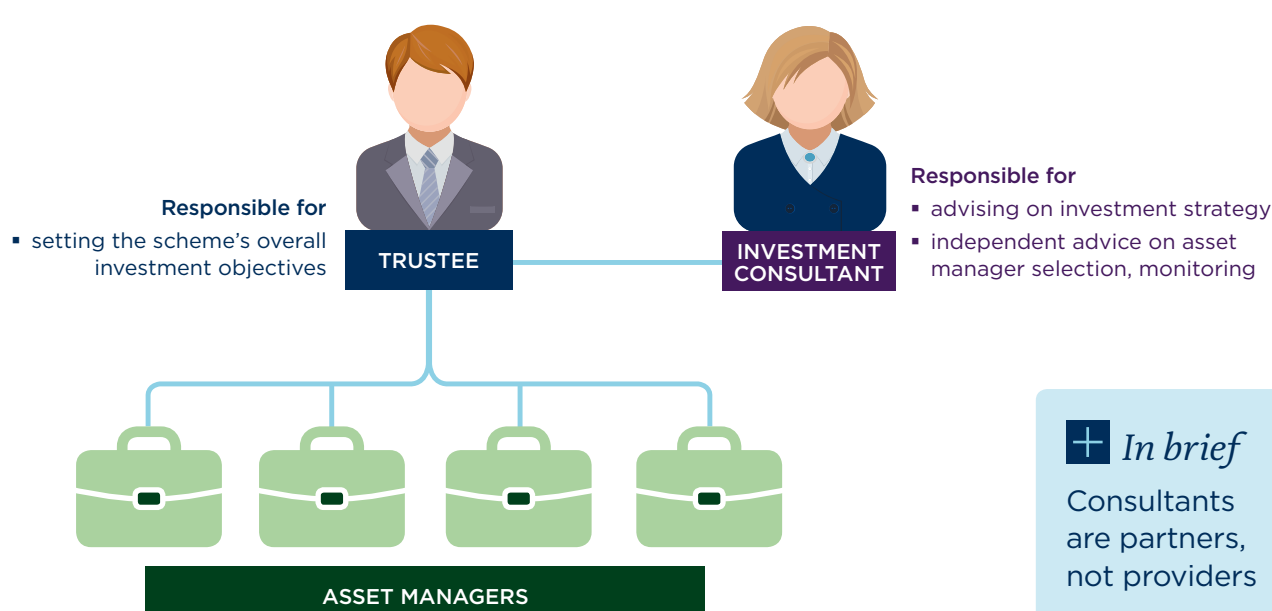 Responsible for
▪ setting the scheme’s overall
investment objectives
TRUSTEE
INVESTMENT
CONSULTANT
Responsible for
▪ advising on investment strategy
▪ independent advice on asset
manager selection, monitoring
ASSET MANAGERS
In brief
Consultants
are partners,
not providers